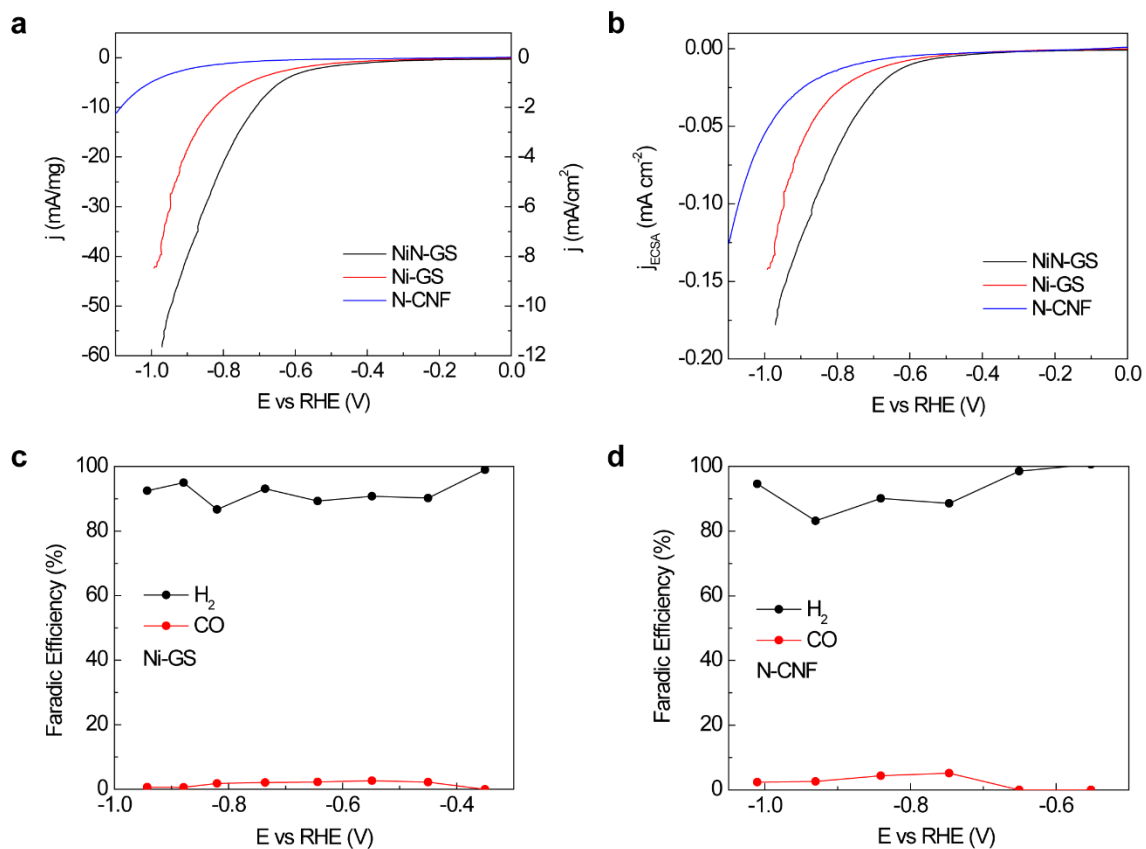 a
0
-10
-20
-30
-40
-50
-60
j (mA/mg)
0
-2
-4
-6
-8
-10
-12
j (mA/cm²)
NiN-GS
Ni-GS
N-CNF
-1.0 -0.8 -0.6 -0.4 -0.2 0.0
E vs RHE (V)
b
0.00
-0.05
-0.10
-0.15
-0.20
j_ECSA (mA cm⁻²)
NiN-GS
Ni-GS
N-CNF
-1.0 -0.8 -0.6 -0.4 -0.2 0.0
E vs RHE (V)
c
100
80
60
40
20
0
Faradic Efficiency (%)
H₂
CO
Ni-GS
-1.0 -0.8 -0.6 -0.4
E vs RHE (V)
d
100
80
60
40
20
0
Faradic Efficiency (%)
H₂
CO
N-CNF
-1.0 -0.8 -0.6
E vs RHE (V)